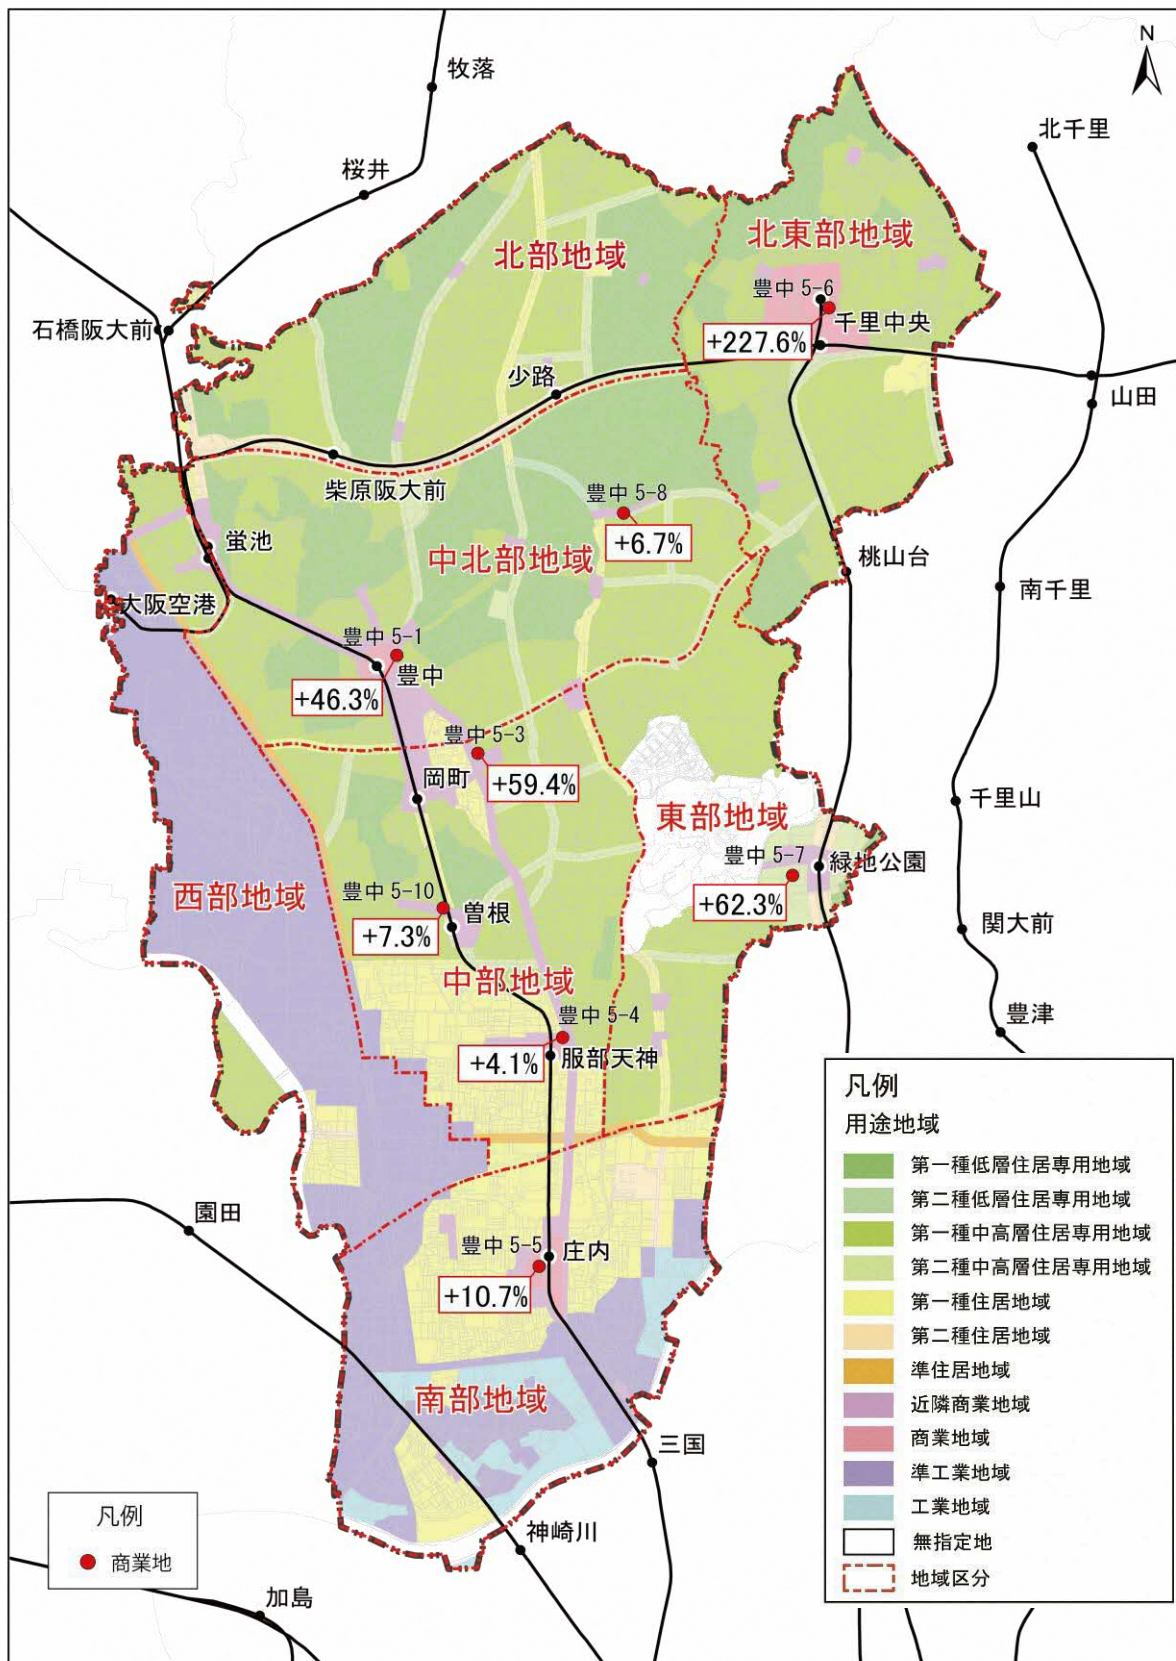 N
牧落
北千里
桜井
北部地域
北東部地域
豊中 5-6
千里中央
石橋阪大前
+227.6%
少路
山田
柴原阪大前
豊中 5-8
+6.7%
蛍池
中北部地域
桃山台
南千里
大阪空港
豊中 5-1
豊中
+46.3%
豊中 5-3
+59.4%
岡町
千里山
東部地域
豊中 5-7
緑地公園
西部地域
豊中 5-10
+62.3%
曽根
関大前
+7.3%
中部地域
豊中 5-4
豊津
+4.1%
服部天神
園田
豊中 5-5
庄内
+10.7%
南部地域
三国
神崎川
加島
凡例
商業地
凡例
用途地域
第一種低層住居専用地域
第二種低層住居専用地域
第一種中高層住居専用地域
第二種中高層住居専用地域
第一種住居地域
第二種住居地域
準住居地域
近隣商業地域
商業地域
準工業地域
工業地域
無指定地
地域区分